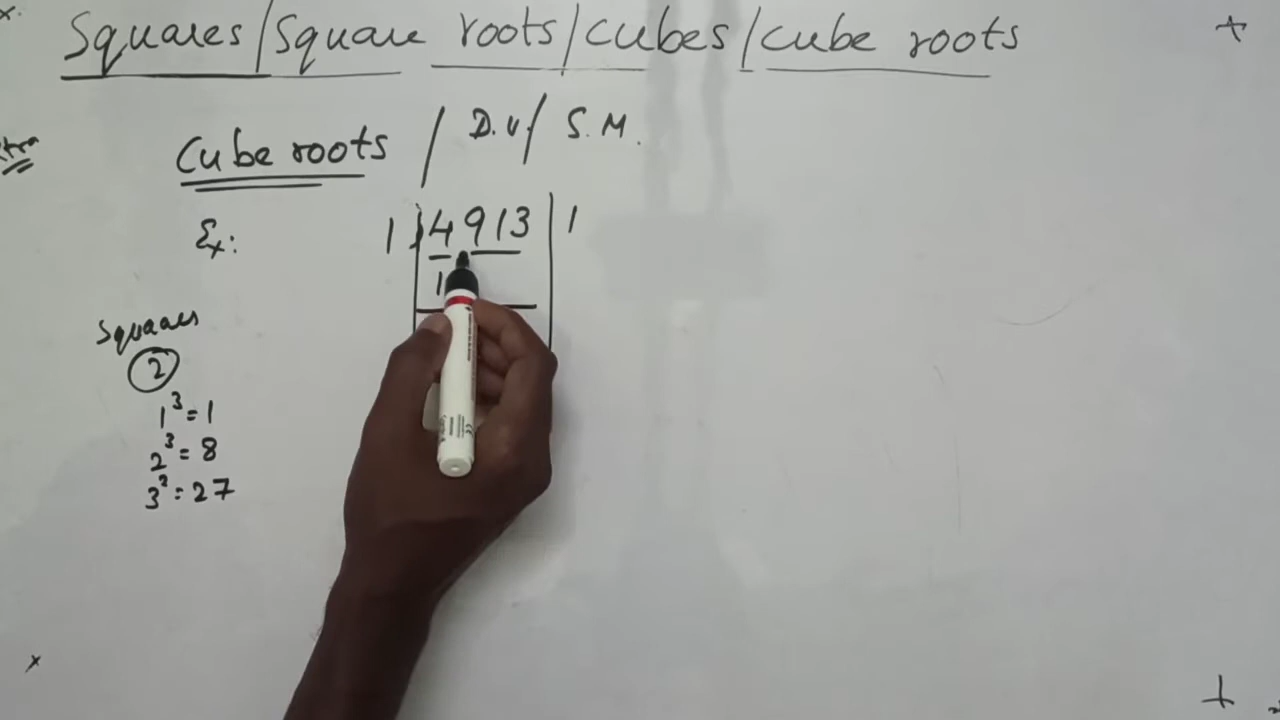 Squares/Square roots/cubes/cube roots
Cube roots / D.V/ S.M.
Ex: 1 4913 1
1
Squares
2
1³=1
2³=8
3³=27